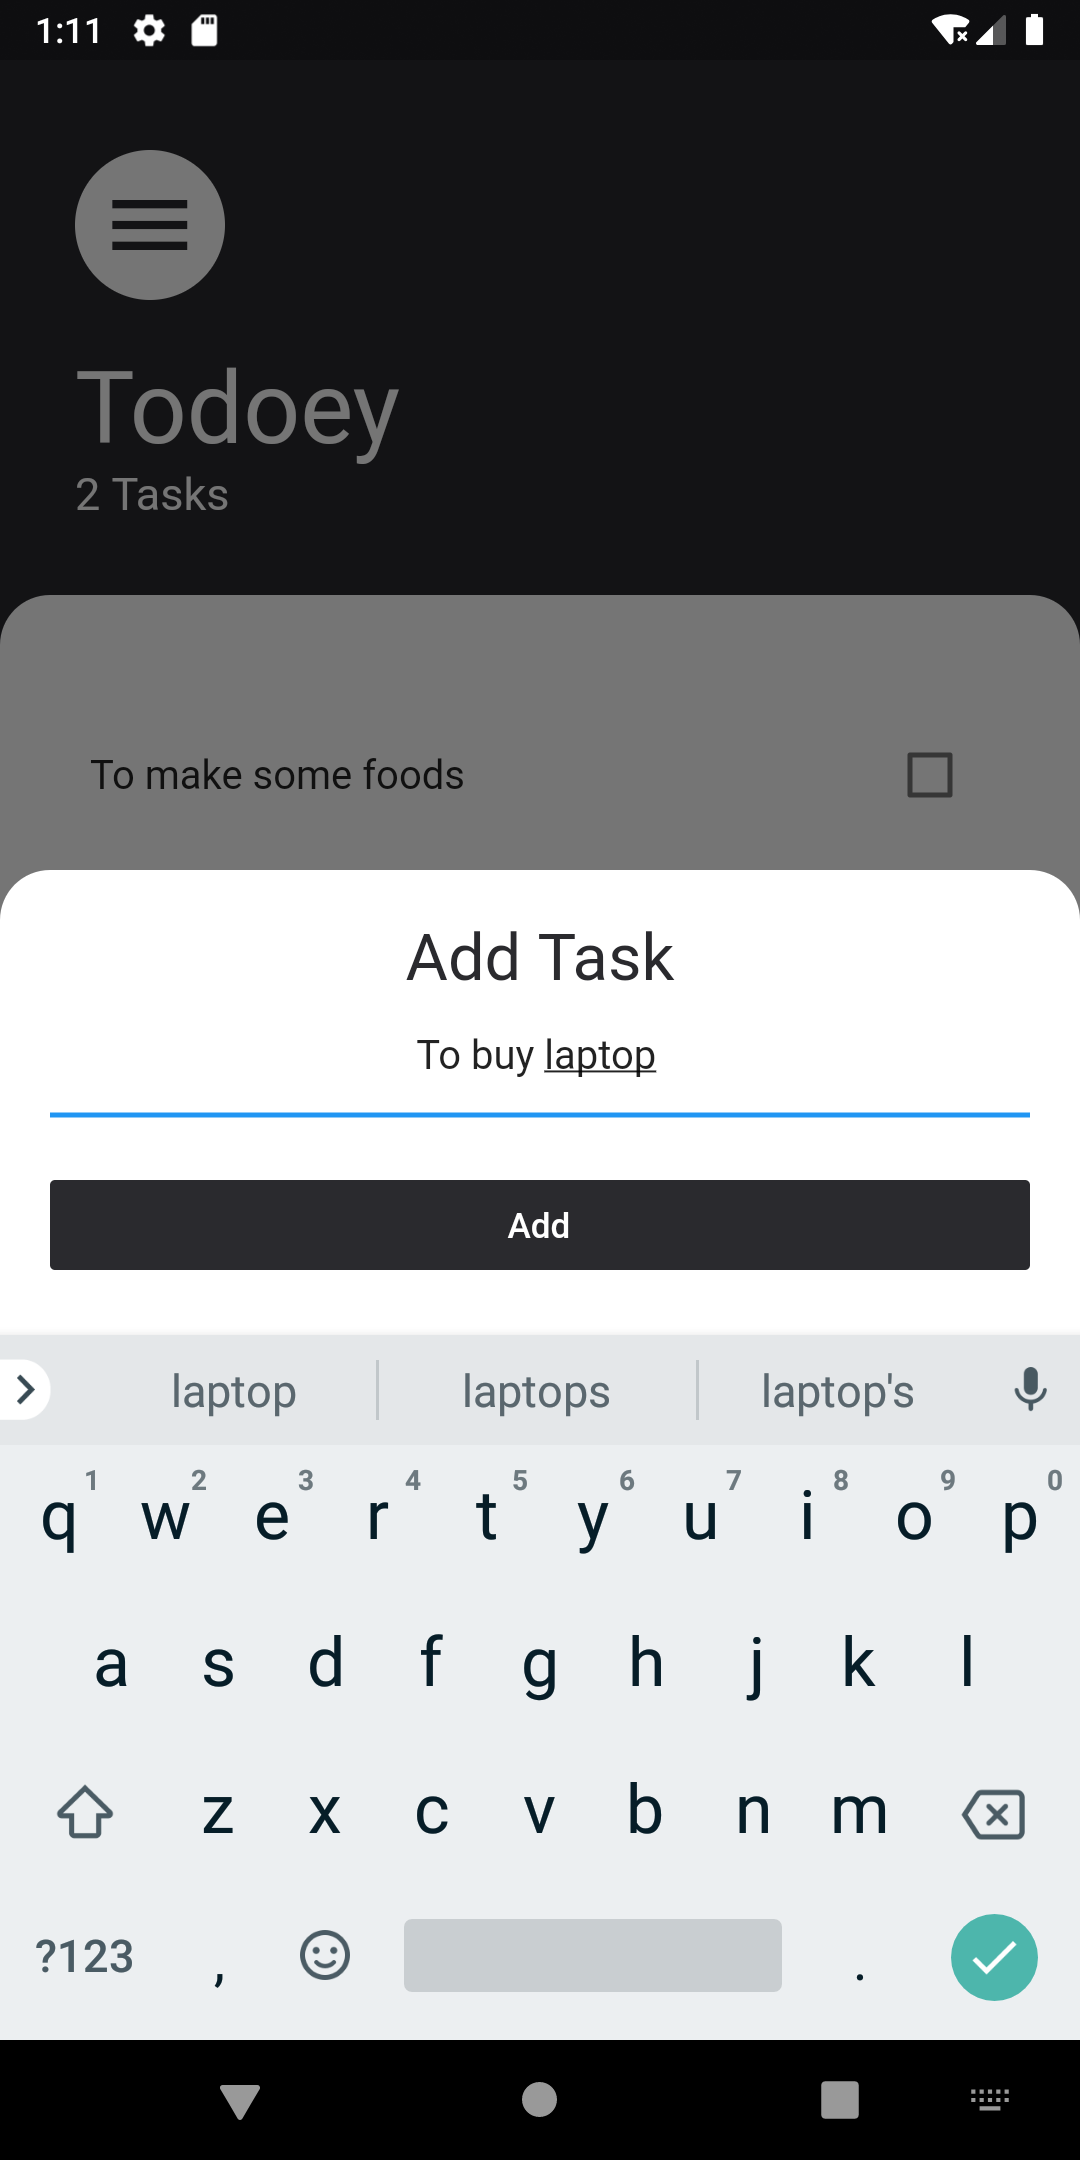 1:11
Todoey
2 Tasks
To make some foods
Add Task
To buy laptop
Add
laptop laptops laptop's
1 2 3 4 5 6 7 8 9 0
q w e r t y u i o p
a s d f g h j k l
z x c v b n m
?123 , .